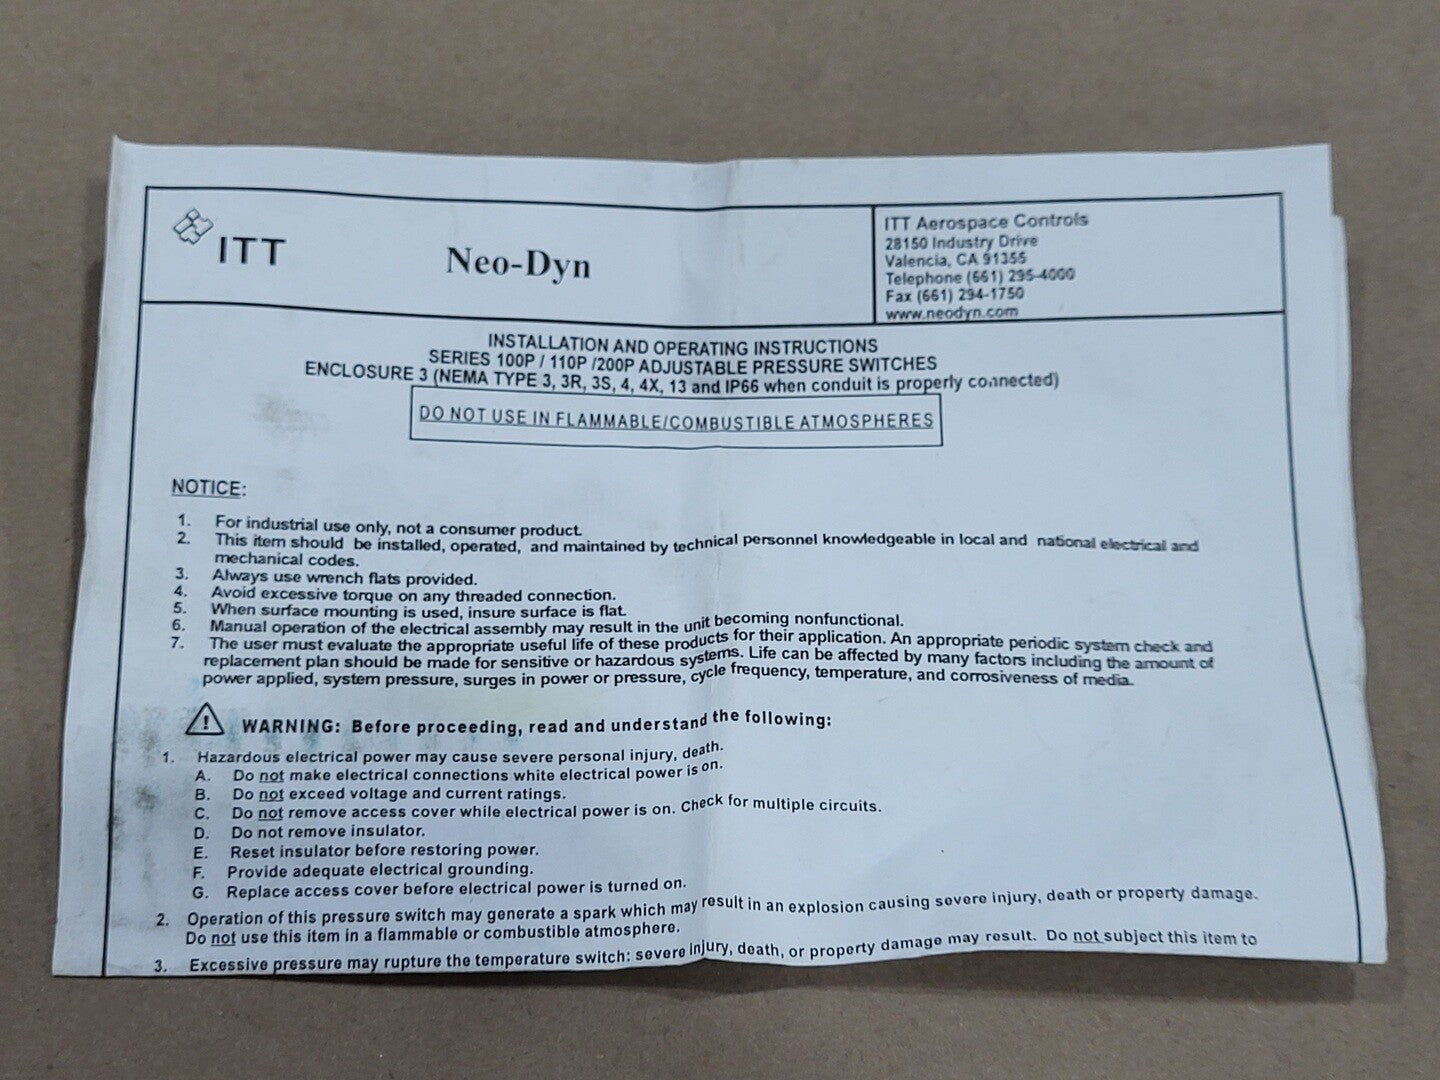 ITT
Neo-Dyn
ITT Aerospace Controls
28150 Industry Drive
Valencia, CA 91355
Telephone (661) 295-4000
Fax (661) 294-1750
www.neodyn.com
INSTALLATION AND OPERATING INSTRUCTIONS
SERIES 100P / 110P /200P ADJUSTABLE PRESSURE SWITCHES
ENCLOSURE 3 (NEMA TYPE 3, 3R, 3S, 4, 4X, 13 and IP66 when conduit is properly connected)
DO NOT USE IN FLAMMABLE/COMBUSTIBLE ATMOSPHERES
NOTICE:
1. For industrial use only, not a consumer product.
2. This item should be installed, operated, and maintained by technical personnel knowledgeable in local and national electrical and
mechanical codes.
3. Always use wrench flats provided.
4. Avoid excessive torque on any threaded connection.
5. When surface mounting is used, insure surface is flat.
6. Manual operation of the electrical assembly may result in the unit becoming nonfunctional.
7. The user must evaluate the appropriate useful life of these products for their application. An appropriate periodic system check and
replacement plan should be made for sensitive or hazardous systems. Life can be affected by many factors including the amount of
power applied, system pressure, surges in power or pressure, cycle frequency, temperature, and corrosiveness of media.
WARNING: Before proceeding, read and understand the following:
1. Hazardous electrical power may cause severe personal injury, death.
A. Do not make electrical connections white electrical power is on.
B. Do not exceed voltage and current ratings.
C. Do not remove access cover while electrical power is on. Check for multiple circuits.
D. Do not remove insulator.
E. Reset insulator before restoring power.
F. Provide adequate electrical grounding.
G. Replace access cover before electrical power is turned on.
2. Operation of this pressure switch may generate a spark which may result in an explosion causing severe injury, death or property damage.
Do not use this item in a flammable or combustible atmosphere.
3. Excessive pressure may rupture the temperature switch: severe injury, death, or property damage may result. Do not subject this item to